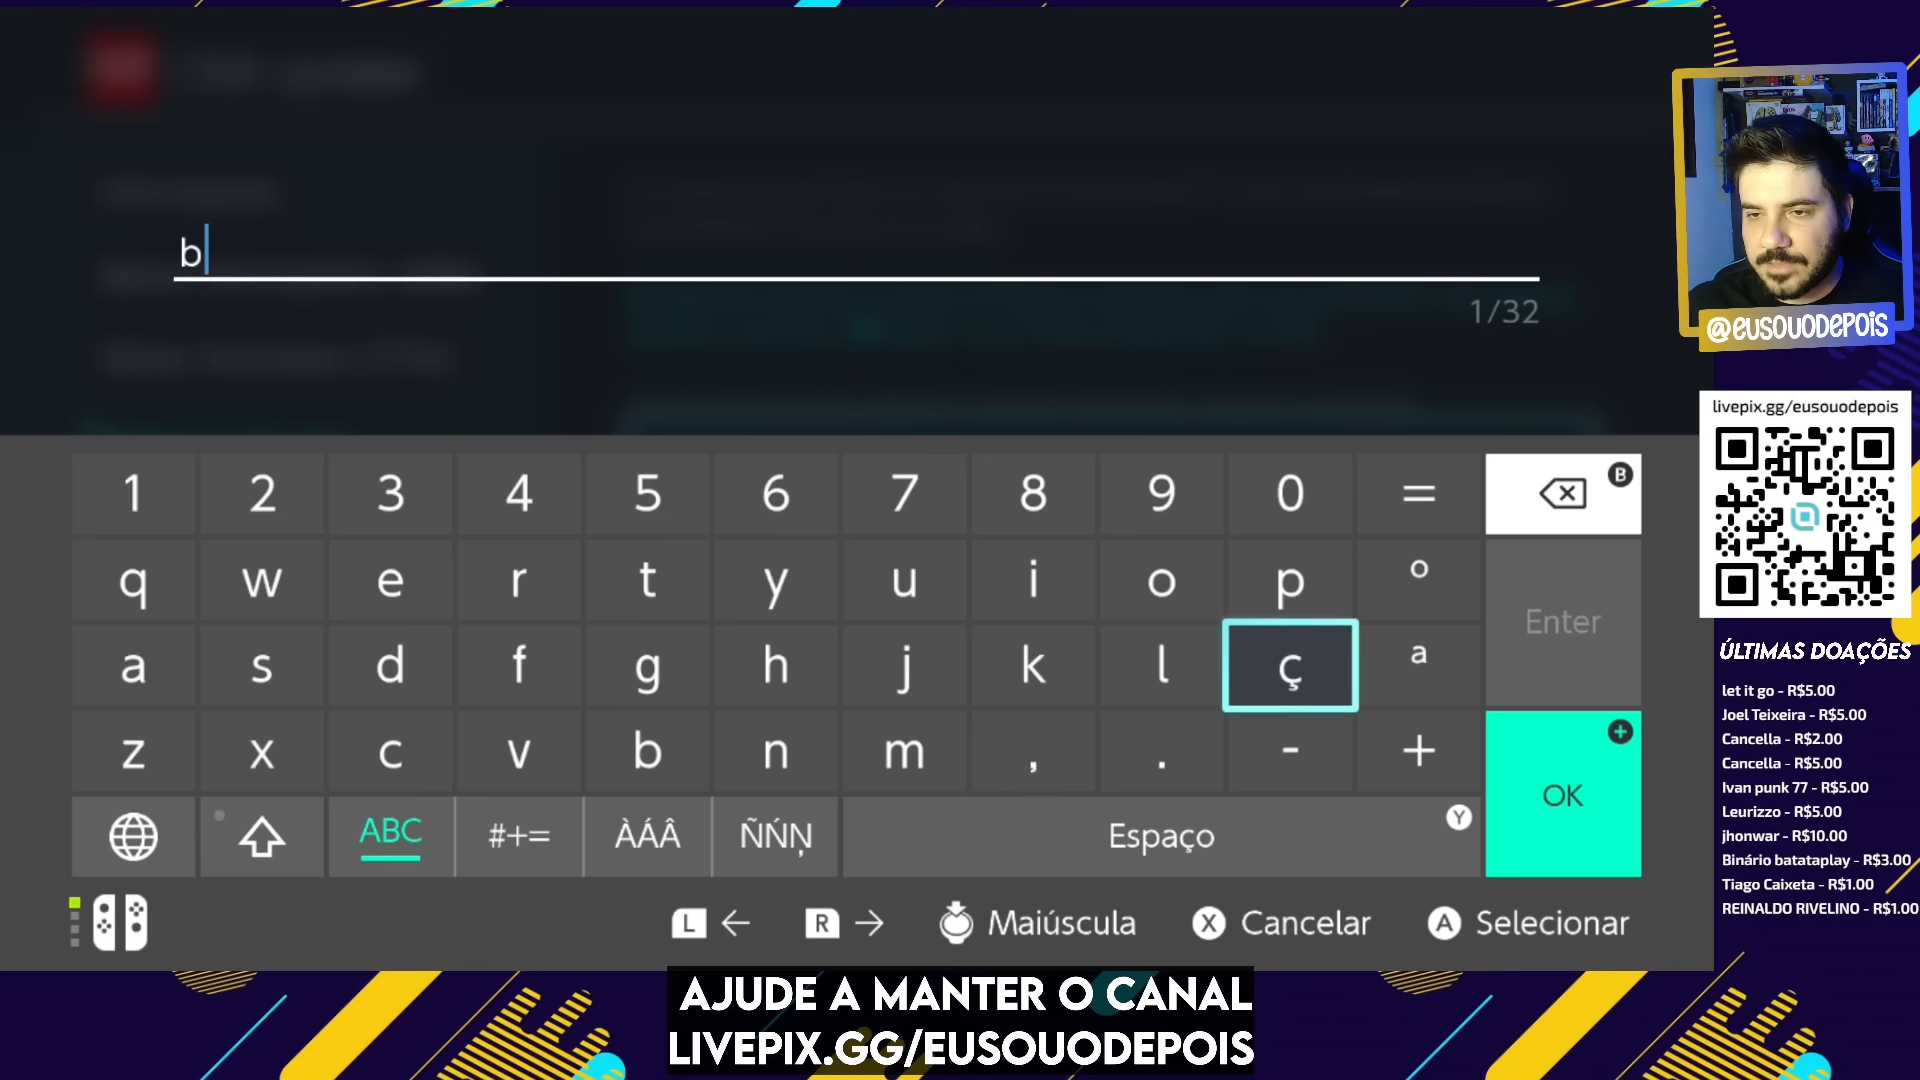 b
1/32
1 2 3 4 5 6 7 8 9 0 = B
q w e r t y u i o p º
Enter
a s d f g h j k l ç ª
z x c v b n m , . - +
OK
ABC #+= ÀÁÂ ÑŃŅ Espaço Y
L ← R → Maiúscula X Cancelar A Selecionar
@EUSOUODEPOIS
livepix.gg/eusouodepois
ÚLTIMAS DOAÇÕES
let it go - R$5.00
Joel Teixeira - R$5.00
Cancella - R$2.00
Cancella - R$5.00
Ivan punk 77 - R$5.00
Leurizzo - R$5.00
jhonwar - R$10.00
Binário batataplay - R$3.00
Tiago Caixeta - R$1.00
REINALDO RIVELINO - R$1.00
AJUDE A MANTER O CANAL
LIVEPIX.GG/EUSOUODEPOIS